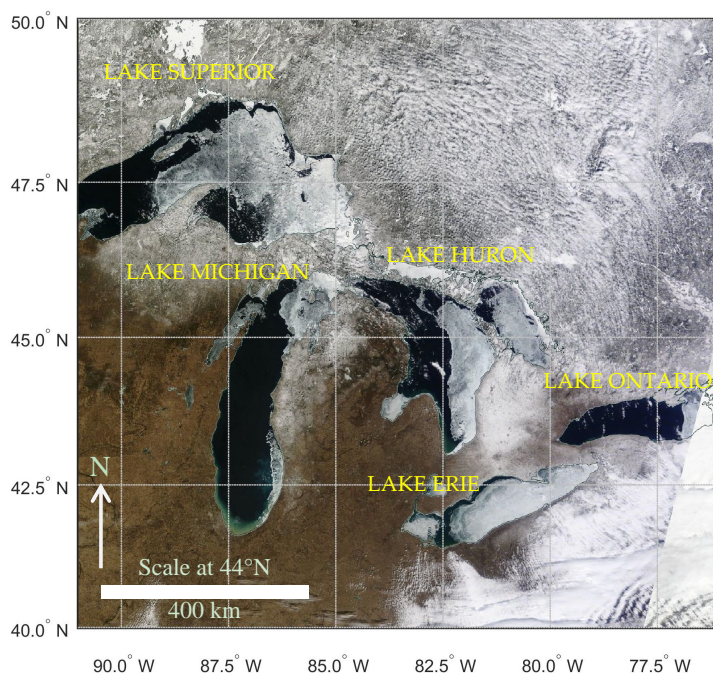 50.0° N
LAKE SUPERIOR
47.5° N
LAKE HURON
LAKE MICHIGAN
45.0° N
LAKE ONTARIO
N
LAKE ERIE
42.5° N
Scale at 44°N
400 km
40.0° N
90.0° W 87.5° W 85.0° W 82.5° W 80.0° W 77.5° W